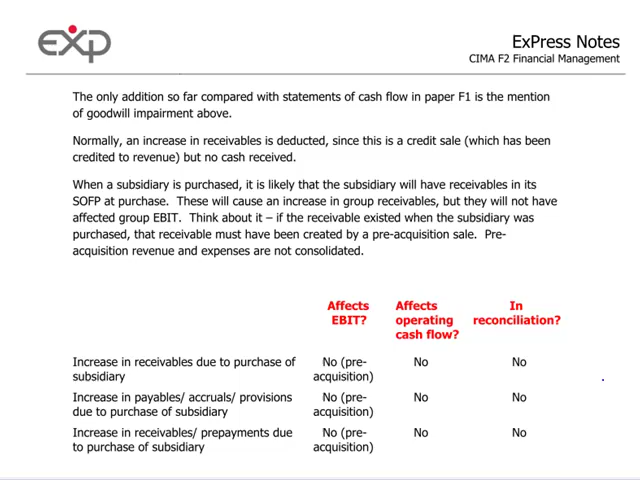 exp
ExPress Notes
CIMA F2 Financial Management
The only addition so far compared with statements of cash flow in paper F1 is the mention
of goodwill impairment above.
Normally, an increase in receivables is deducted, since this is a credit sale (which has been
credited to revenue) but no cash received.
When a subsidiary is purchased, it is likely that the subsidiary will have receivables in its
SOFP at purchase. These will cause an increase in group receivables, but they will not have
affected group EBIT. Think about it – if the receivable existed when the subsidiary was
purchased, that receivable must have been created by a pre-acquisition sale. Pre-
acquisition revenue and expenses are not consolidated.
Affects Affects In
EBIT? operating reconciliation?
cash flow?
Increase in receivables due to purchase of No (pre- No No
subsidiary acquisition)
Increase in payables/ accruals/ provisions No (pre- No No
due to purchase of subsidiary acquisition)
Increase in receivables/ prepayments due No (pre- No No
to purchase of subsidiary acquisition)